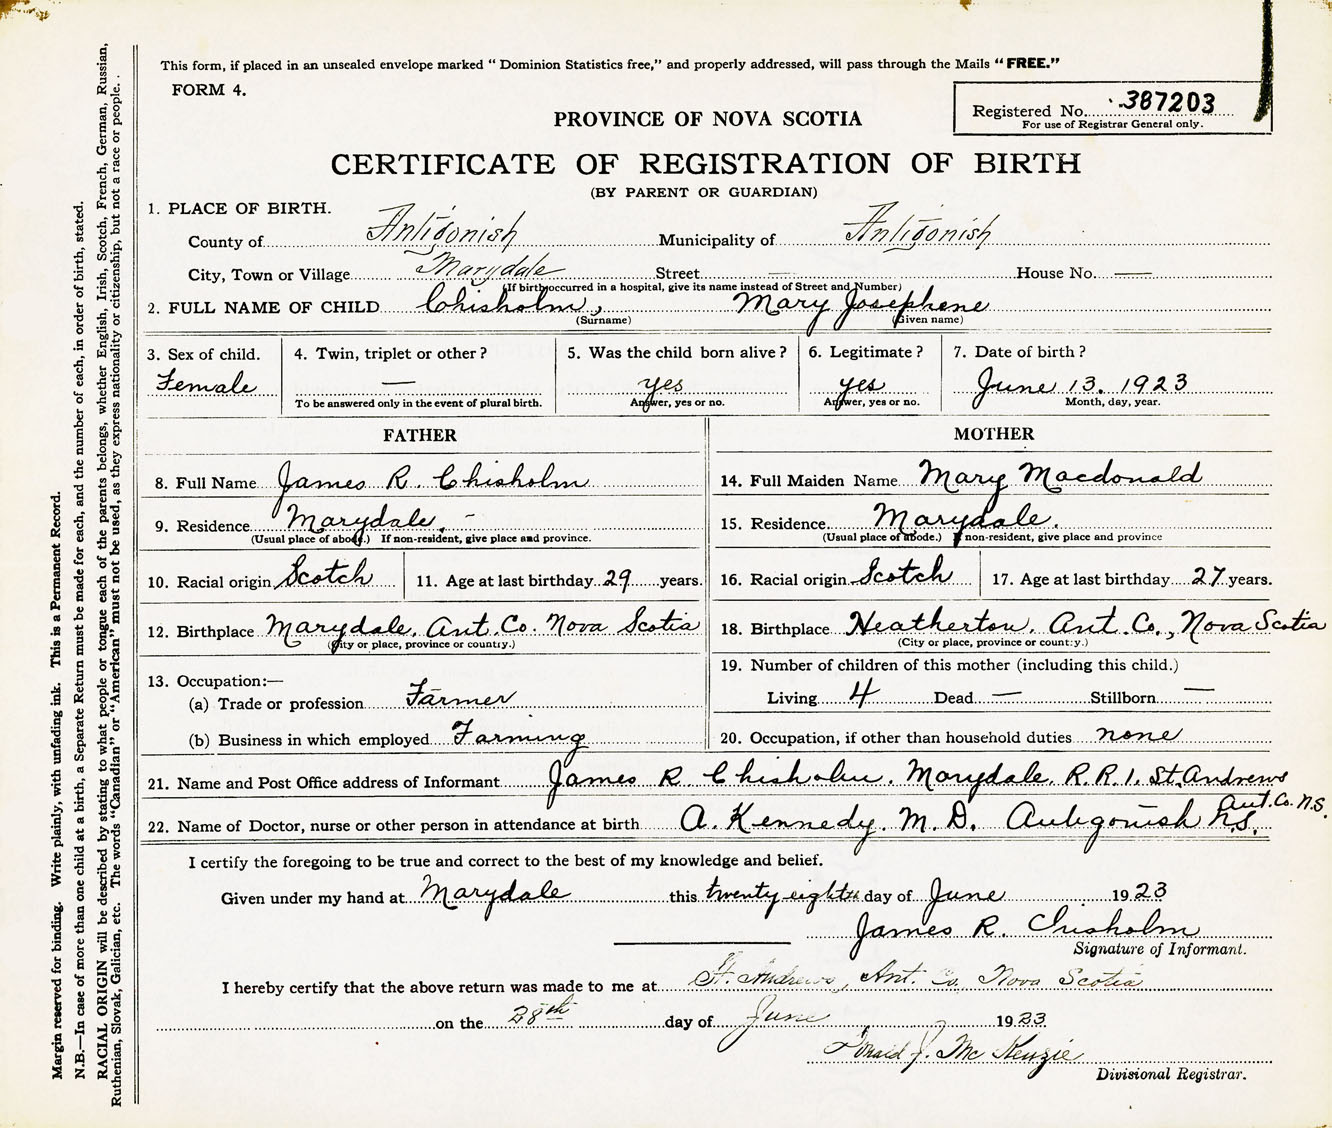 This form, if placed in an unsealed envelope marked "Dominion Statistics free," and properly addressed, will pass through the Mails "FREE."
FORM 4.
Registered No. 387203
For use of Registrar General only.
PROVINCE OF NOVA SCOTIA
CERTIFICATE OF REGISTRATION OF BIRTH
(BY PARENT OR GUARDIAN)
1. PLACE OF BIRTH.
County of Antigonish Municipality of Antigonish
City, Town or Village Marydale Street — House No. —
(If birth occurred in a hospital, give its name instead of Street and Number)
2. FULL NAME OF CHILD Chisholm, Mary Josephene
(Surname) (Given name)
3. Sex of child. 4. Twin, triplet or other? 5. Was the child born alive? 6. Legitimate? 7. Date of birth?
Female — yes yes June 13. 1923
To be answered only in the event of plural birth. Answer, yes or no. Answer, yes or no. Month, day, year.
FATHER
8. Full Name James R. Chisholm
9. Residence Marydale. -
(Usual place of abode.) If non-resident, give place and province.
10. Racial origin Scotch 11. Age at last birthday 29 years.
12. Birthplace Marydale. Ant. Co. Nova Scotia
(City or place, province or country.)
13. Occupation:—
(a) Trade or profession Farmer
(b) Business in which employed Farming
MOTHER
14. Full Maiden Name Mary Macdonald
15. Residence Marydale.
(Usual place of abode.) If non-resident, give place and province
16. Racial origin Scotch 17. Age at last birthday 27 years.
18. Birthplace Heatherton. Ant. Co., Nova Scotia
(City or place, province or country.)
19. Number of children of this mother (including this child.)
Living 4 Dead — Stillborn —
20. Occupation, if other than household duties none
21. Name and Post Office address of Informant James R. Chisholm. Marydale. R.R.1. St. Andrews
Ant. Co. N.S.
22. Name of Doctor, nurse or other person in attendance at birth A. Kennedy. M.D. Antigonish N.S.
I certify the foregoing to be true and correct to the best of my knowledge and belief.
Given under my hand at Marydale this twenty eighth day of June 1923
James R. Chisholm
Signature of Informant.
I hereby certify that the above return was made to me at St. Andrews, Ant. Co. Nova Scotia
on the 28th day of June 1923
Donald J. McKenzie
Divisional Registrar.
Margin reserved for binding. Write plainly, with unfading ink. This is a Permanent Record.
N.B.—In case of more than one child at a birth, a Separate Return must be made for each, and the number of each, in order of birth, stated.
RACIAL ORIGIN will be described by stating to what people or tongue each of the parents belongs, whether English, Irish, Scotch, French, German, Russian,
Ruthenian, Slovak, Galician, etc. The words "Canadian" or "American" must not be used, as they express nationality or citizenship, but not a race or people.